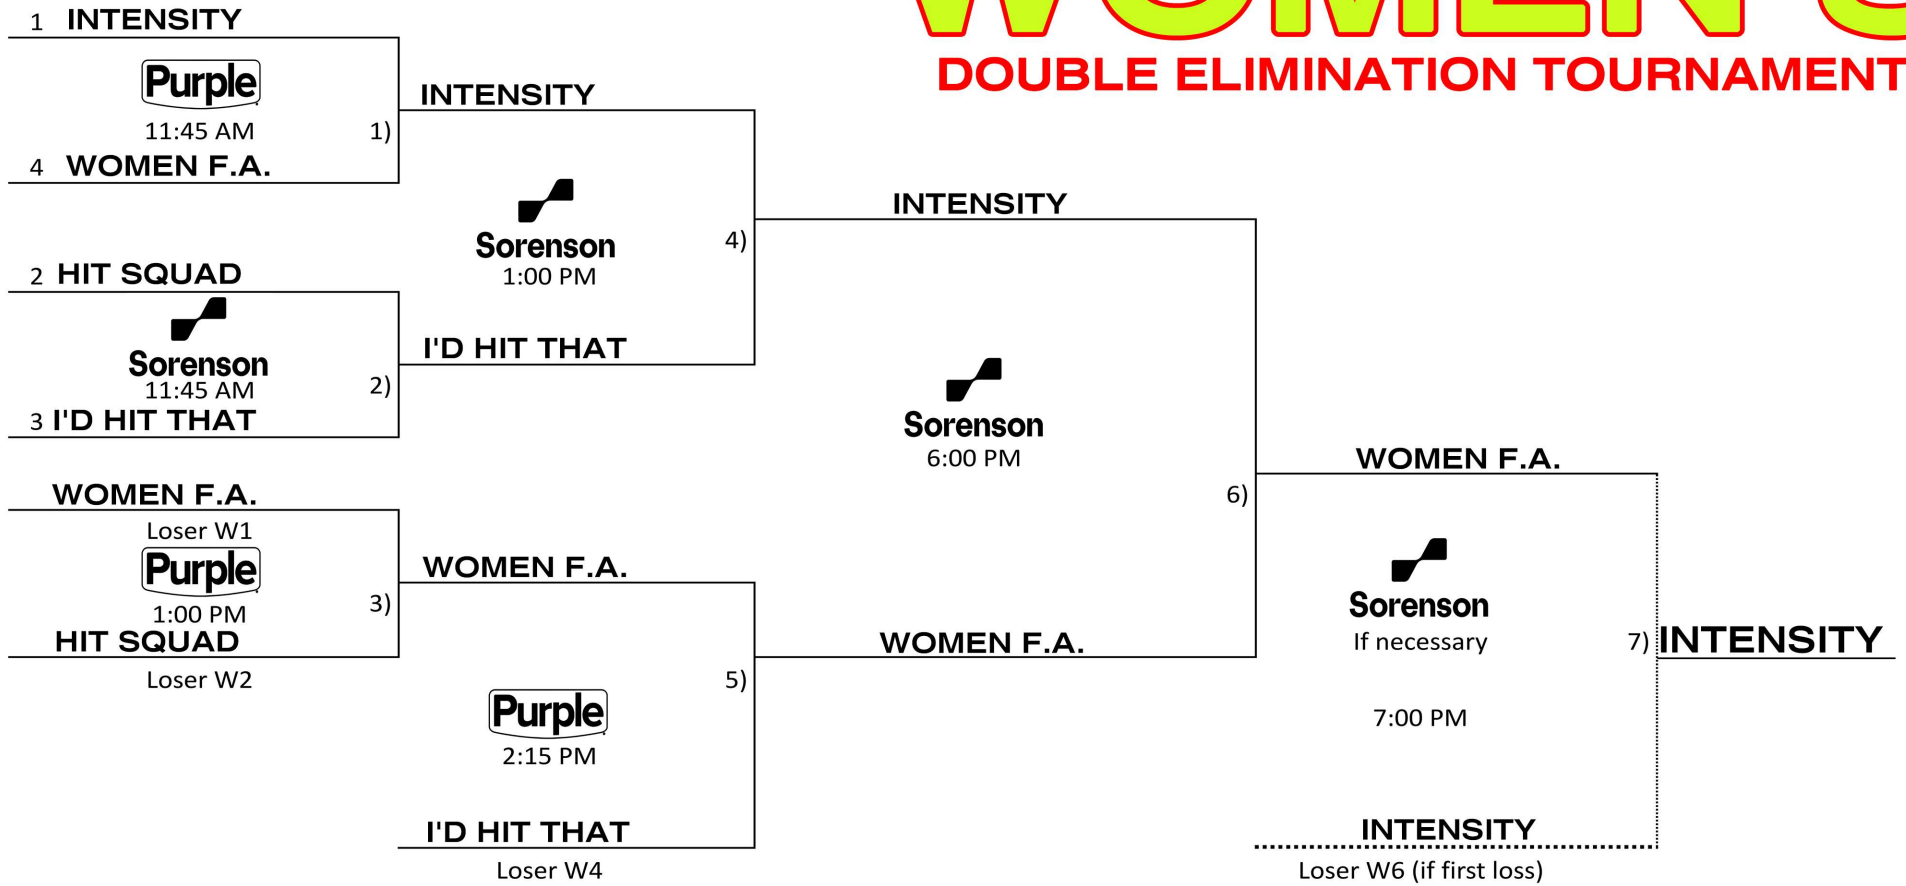 WOMEN'S
DOUBLE ELIMINATION TOURNAMENT
1 INTENSITY
Purple
11:45 AM
1)
4 WOMEN F.A.
INTENSITY
Sorenson
1:00 PM
4)
2 HIT SQUAD
Sorenson
11:45 AM
2)
3 I'D HIT THAT
I'D HIT THAT
INTENSITY
Sorenson
6:00 PM
6)
WOMEN F.A.
Loser W1
Purple
1:00 PM
3)
HIT SQUAD
Loser W2
WOMEN F.A.
Purple
2:15 PM
5)
I'D HIT THAT
Loser W4
WOMEN F.A.
WOMEN F.A.
Sorenson
If necessary
7:00 PM
7)
INTENSITY
Loser W6 (if first loss)
INTENSITY